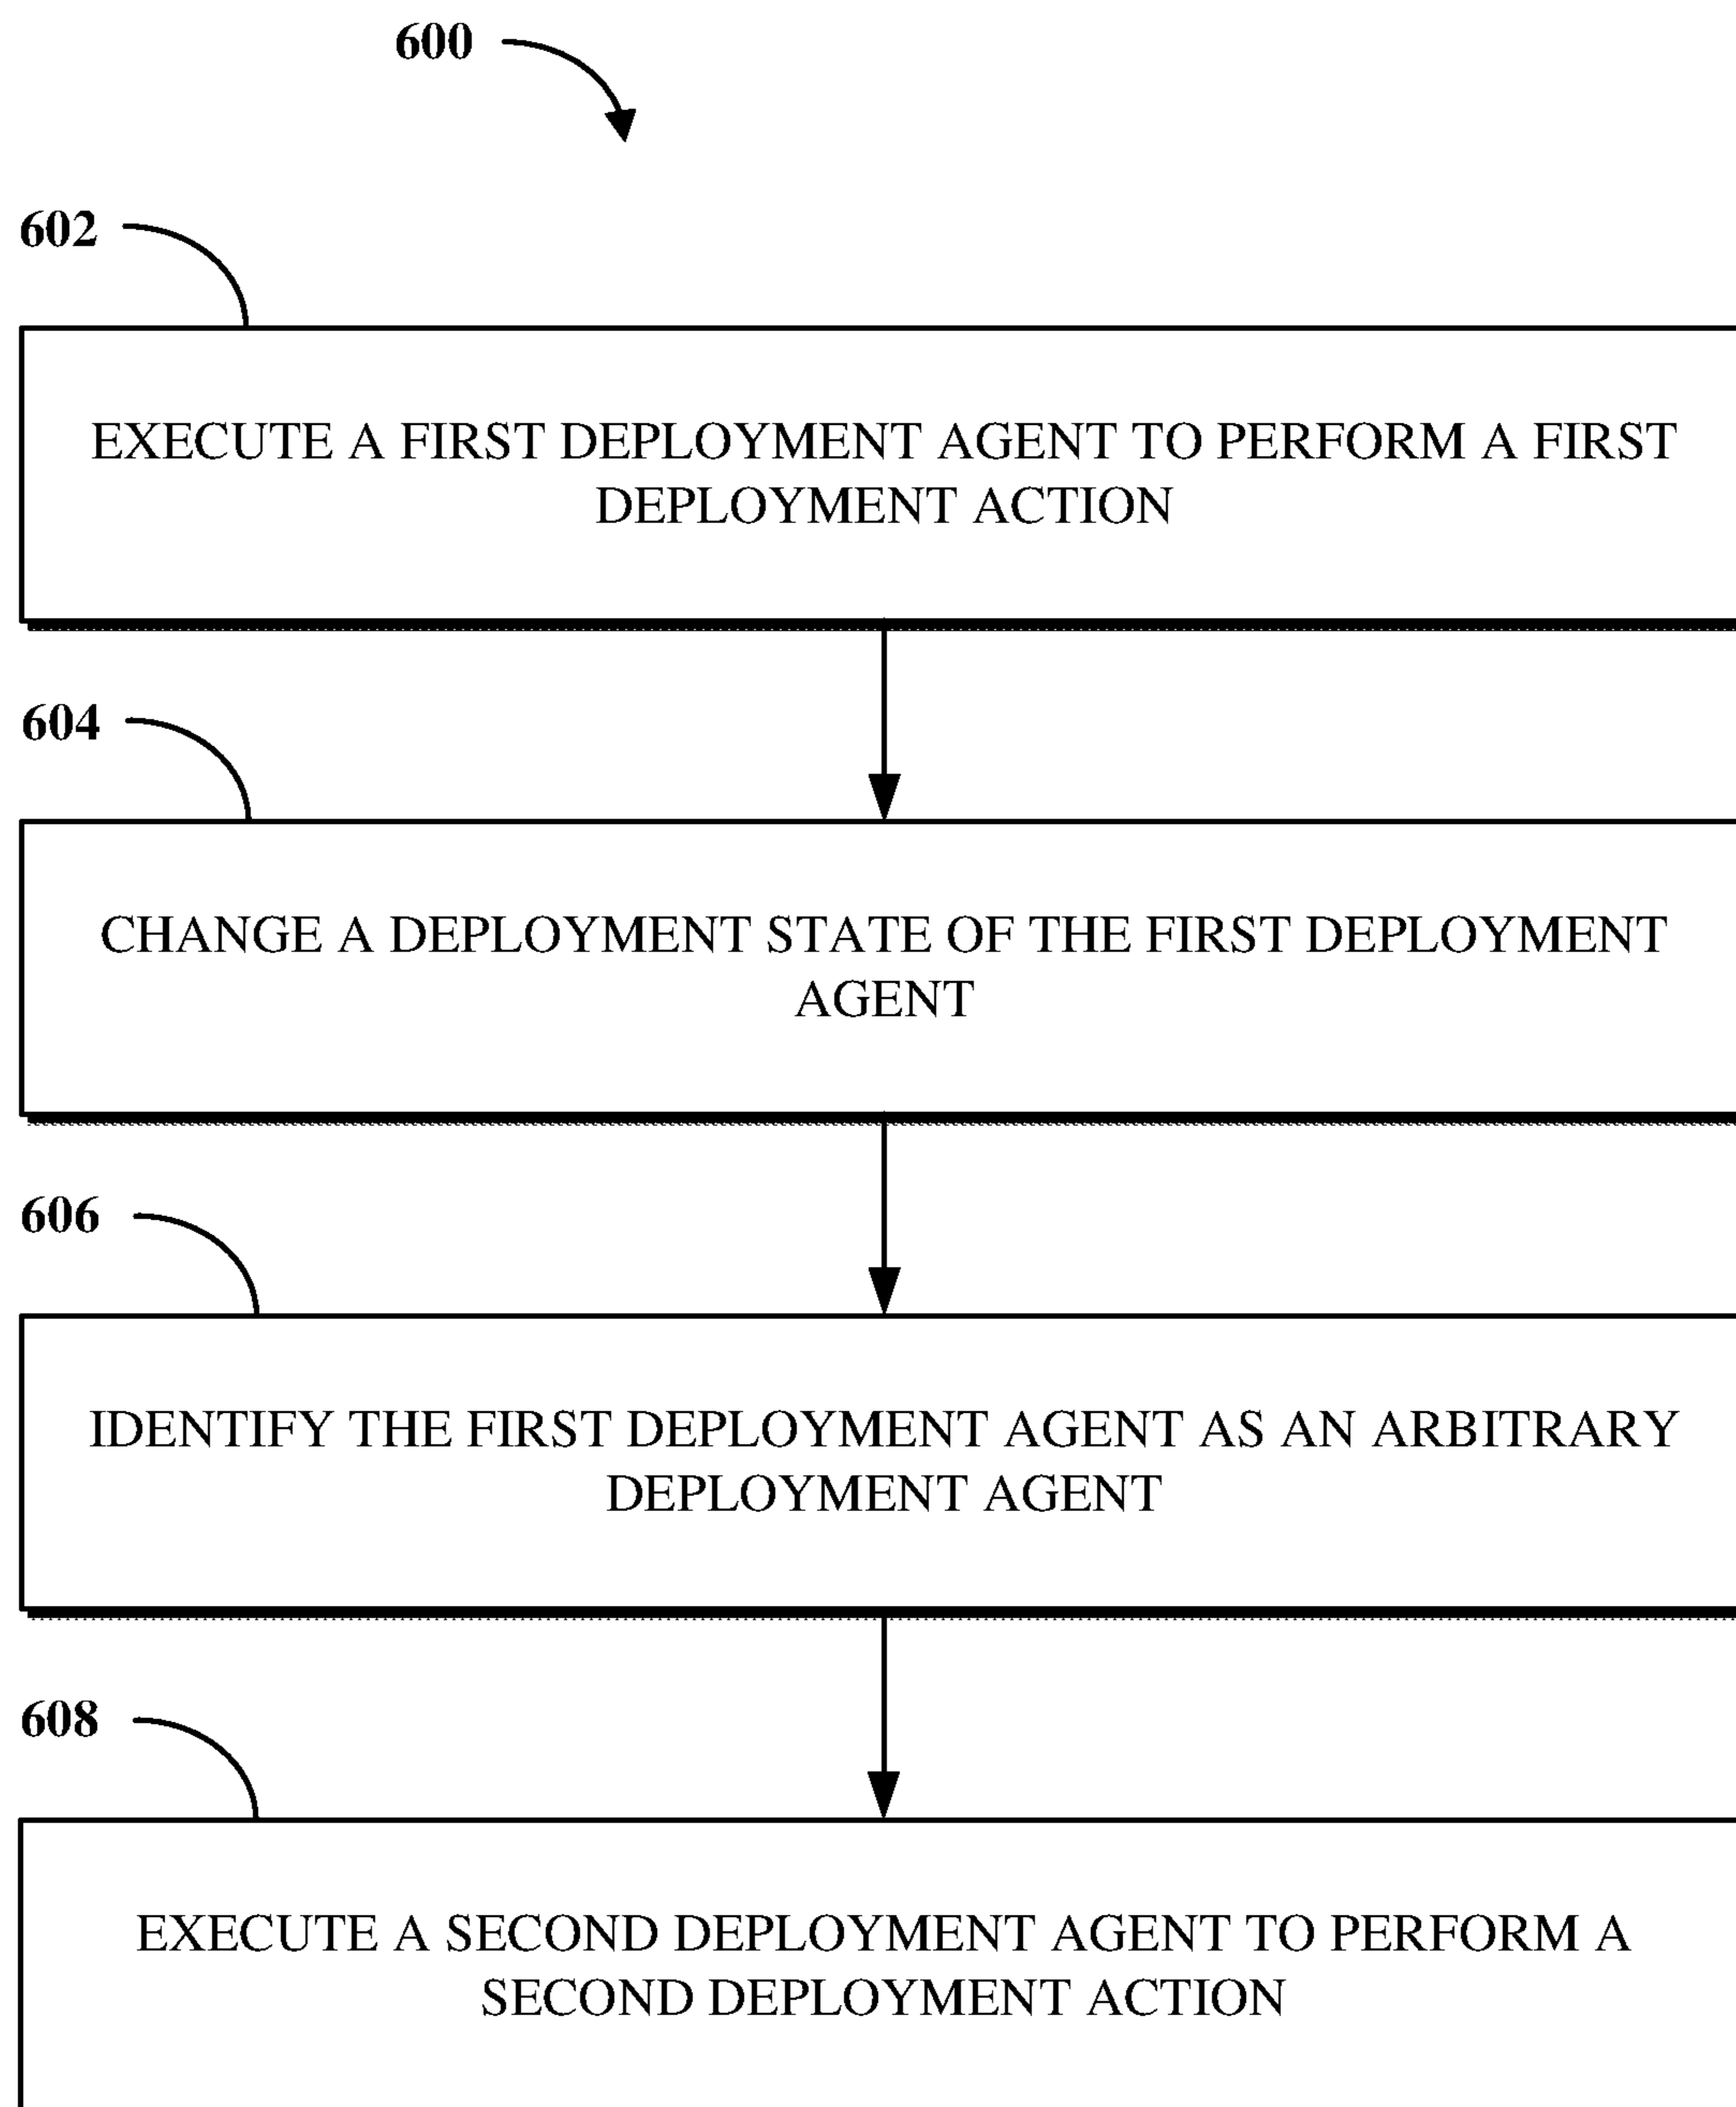 600
602
EXECUTE A FIRST DEPLOYMENT AGENT TO PERFORM A FIRST
DEPLOYMENT ACTION
604
CHANGE A DEPLOYMENT STATE OF THE FIRST DEPLOYMENT
AGENT
606
IDENTIFY THE FIRST DEPLOYMENT AGENT AS AN ARBITRARY
DEPLOYMENT AGENT
608
EXECUTE A SECOND DEPLOYMENT AGENT TO PERFORM A
SECOND DEPLOYMENT ACTION